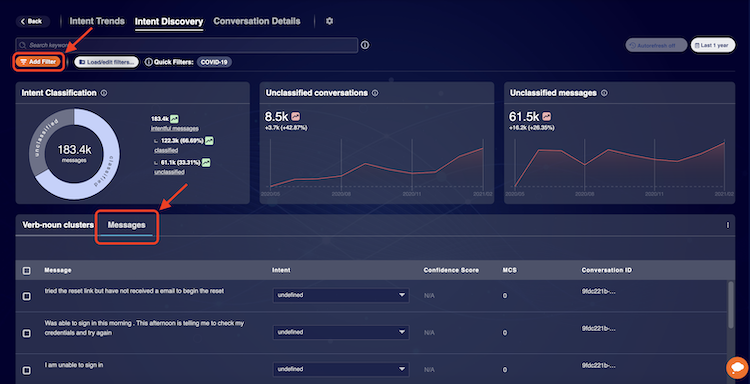 Back
Intent Trends
Intent Discovery
Conversation Details
Search keyword
Autorefresh off
Last 1 year
Add Filter
Load/edit filters...
Quick Filters:
COVID-19
Intent Classification
unclassified
classified
183.4k
messages
183.4k
intentful messages
122.3k (66.69%)
classified
61.1k (33.31%)
unclassified
Unclassified conversations
8.5k
+3.7k (+42.87%)
2020/05
2020/08
2020/11
2021/02
Unclassified messages
61.5k
+16.2k (+26.35%)
2020/05
2020/08
2020/11
2021/02
Verb-noun clusters
Messages
Message
Intent
Confidence Score
MCS
Conversation ID
tried the reset link but have not received a email to begin the reset
undefined
N/A
0
9fdc221b-...
Was able to sign in this morning . This afternoon is telling me to check my
credentials and try again
undefined
N/A
0
9fdc221b-...
I am unable to sign in
undefined
N/A
0
9fdc221b-...